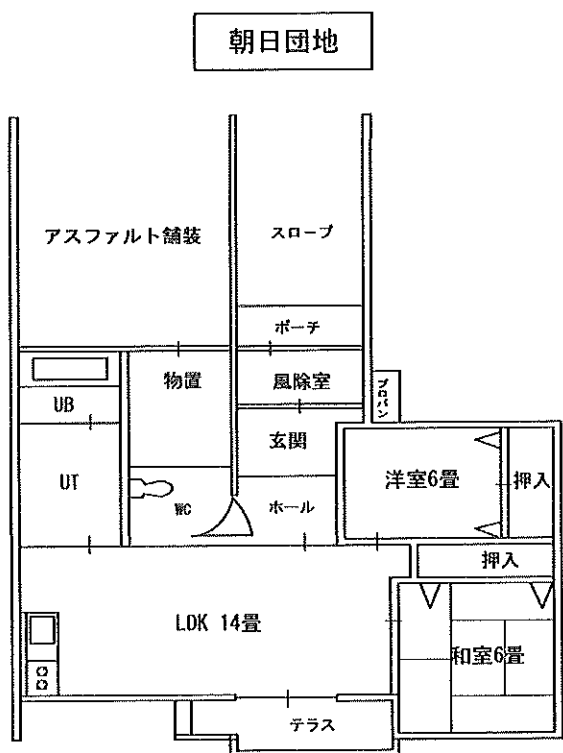 朝日団地
アスファルト舗装
スロープ
ポーチ
物置
風除室
プロパン
UB
玄関
UT
WC
ホール
洋室6畳
押入
押入
LDK 14畳
和室6畳
テラス